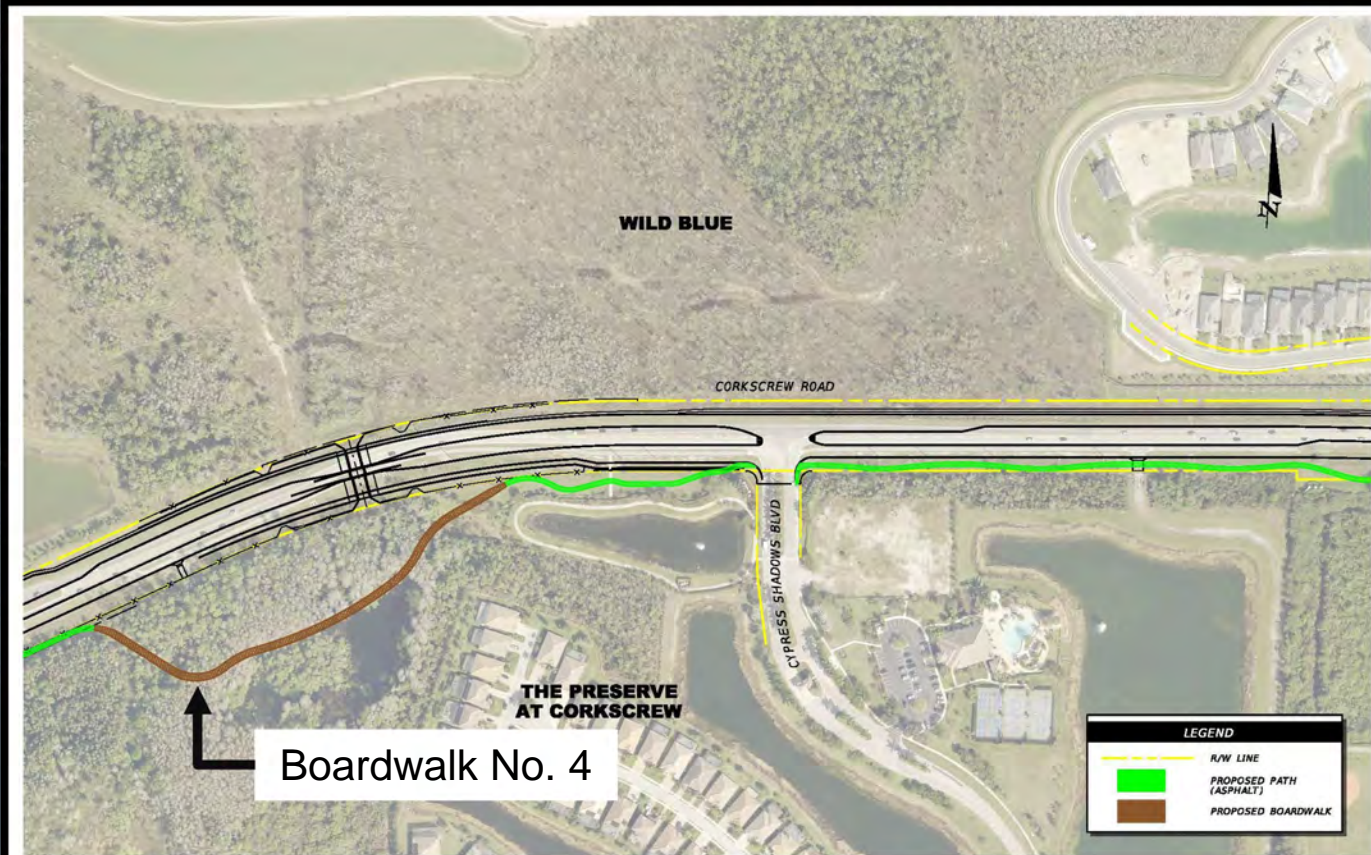 WILD BLUE
N
CORKSCREW ROAD
CYPRESS SHADOWS BLVD
THE PRESERVE
AT CORKSCREW
Boardwalk No. 4
LEGEND
R/W LINE
PROPOSED PATH
(ASPHALT)
PROPOSED BOARDWALK